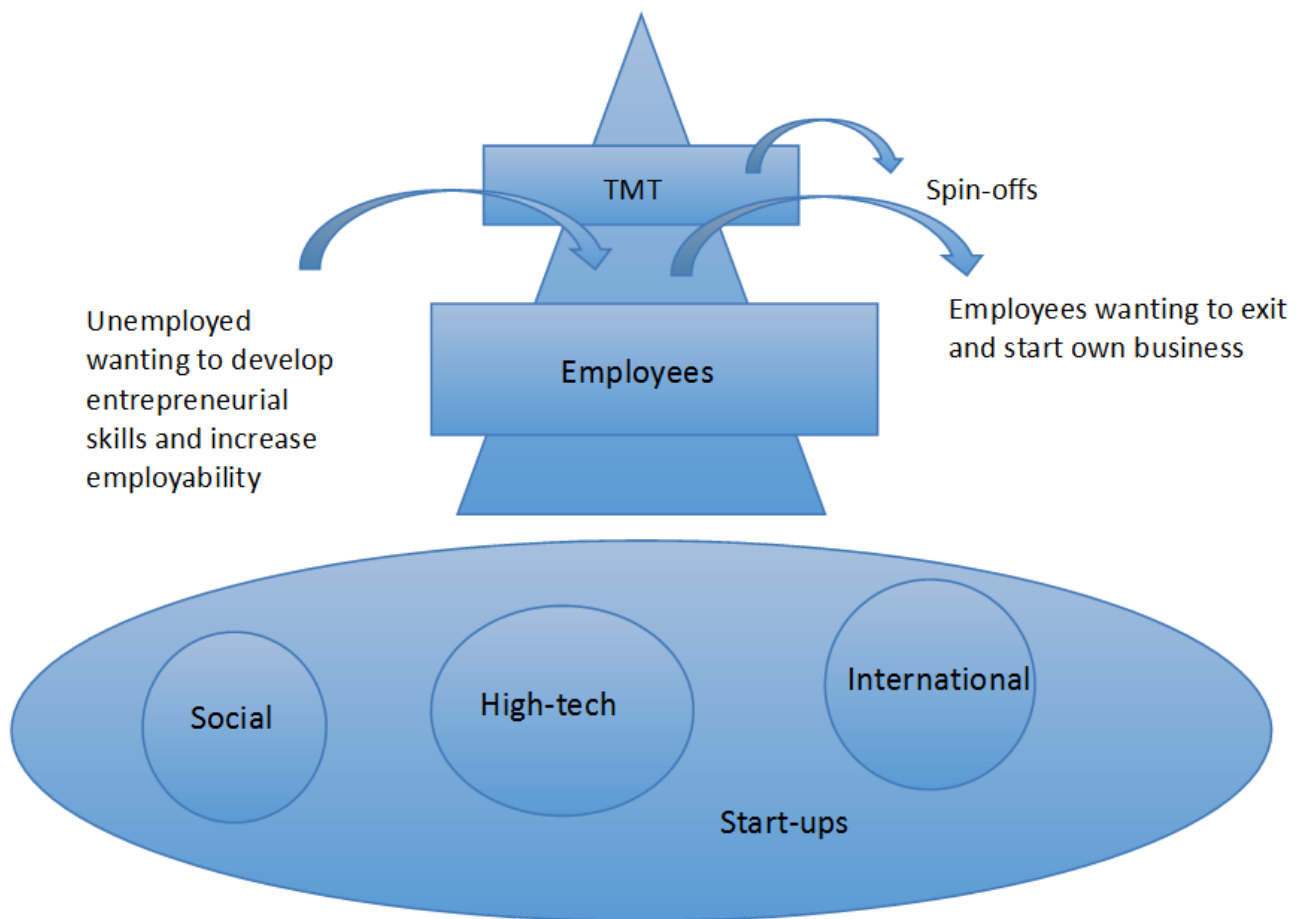 TMT
Spin-offs
Unemployed
wanting to develop
entrepreneurial
skills and increase
employability
Employees wanting to exit
and start own business
Employees
Social
High-tech
International
Start-ups